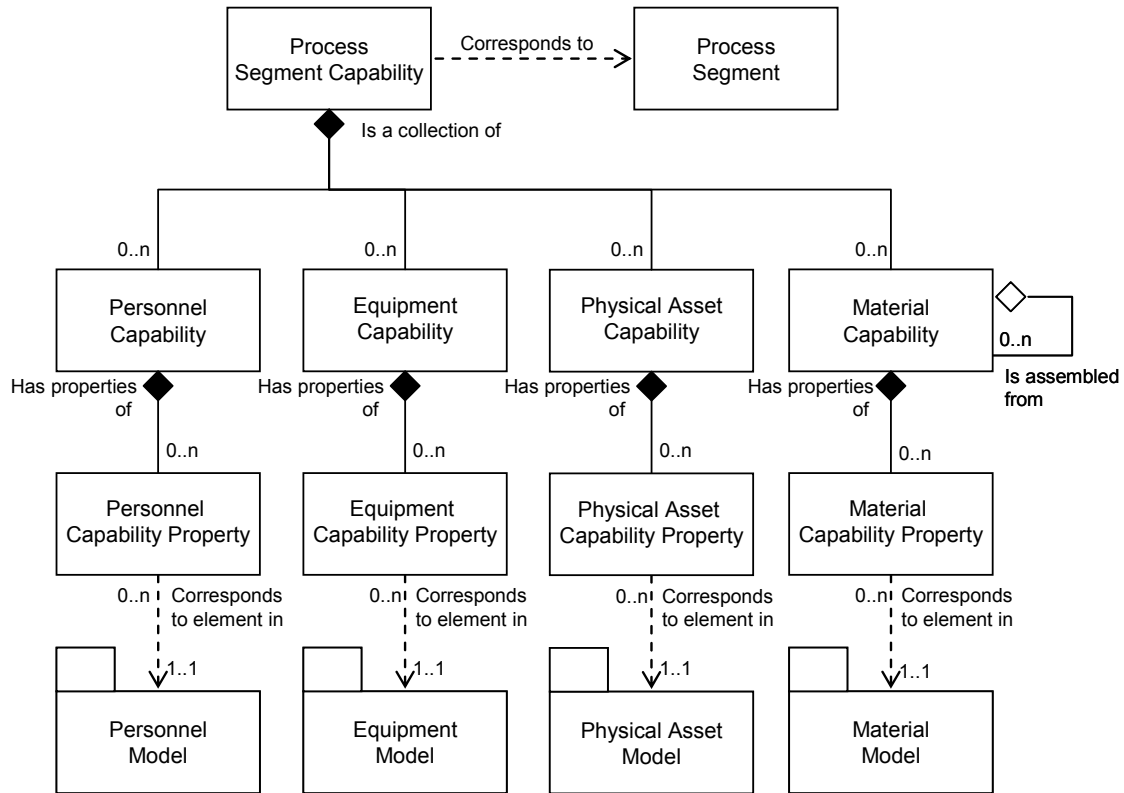 Process
Segment Capability
Corresponds to
Process
Segment
Is a collection of
0..n
0..n
0..n
0..n
Personnel
Capability
Equipment
Capability
Physical Asset
Capability
Material
Capability
0..n
Is assembled
from
Has properties
of
Has properties
of
Has properties
of
Has properties
of
0..n
0..n
0..n
0..n
Personnel
Capability Property
Equipment
Capability Property
Physical Asset
Capability Property
Material
Capability Property
0..n
Corresponds
to element in
0..n
Corresponds
to element in
0..n
Corresponds
to element in
0..n
Corresponds
to element in
1..1
1..1
1..1
1..1
Personnel
Model
Equipment
Model
Physical Asset
Model
Material
Model